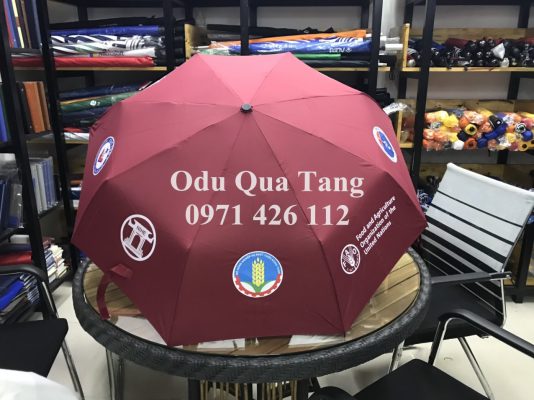 Odu Qua Tang
0971 426 112
Food and Agriculture
Organization of the
United Nations